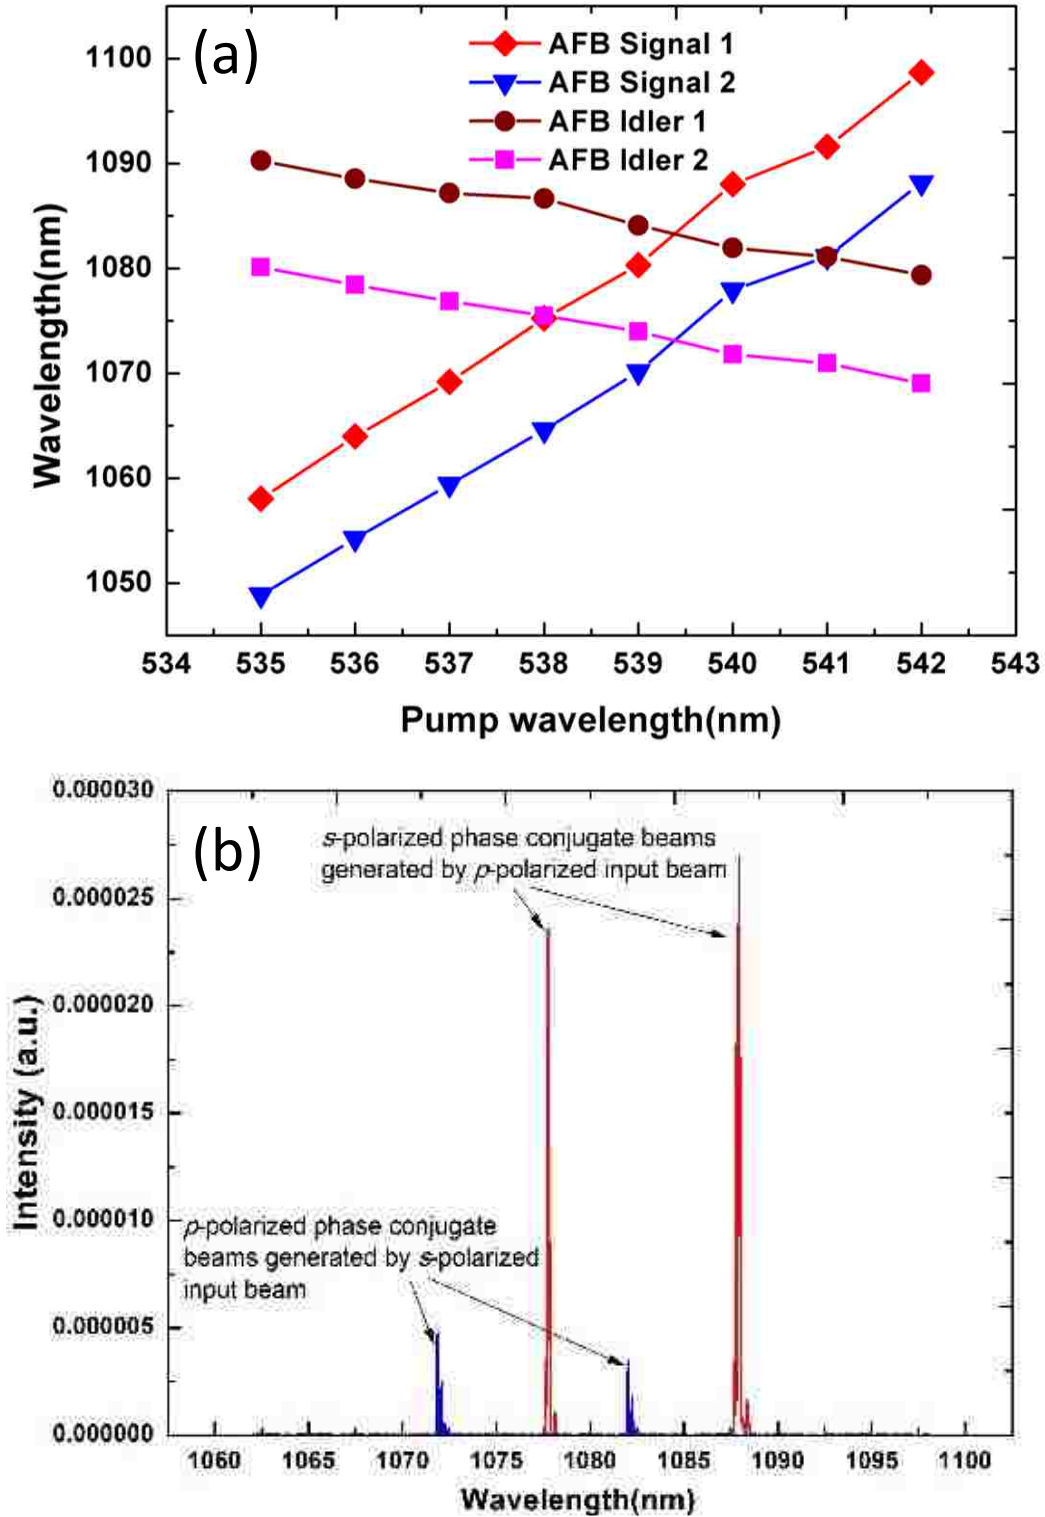 (a)
AFB Signal 1
AFB Signal 2
AFB Idler 1
AFB Idler 2
1100
1090
1080
1070
1060
1050
Wavelength(nm)
534 535 536 537 538 539 540 541 542 543
Pump wavelength(nm)
(b)
s-polarized phase conjugate beams
generated by p-polarized input beam
p-polarized phase conjugate
beams generated by s-polarized
input beam
0.000030
0.000025
0.000020
0.000015
0.000010
0.000005
0.000000
Intensity (a.u.)
1060 1065 1070 1075 1080 1085 1090 1095 1100
Wavelength(nm)